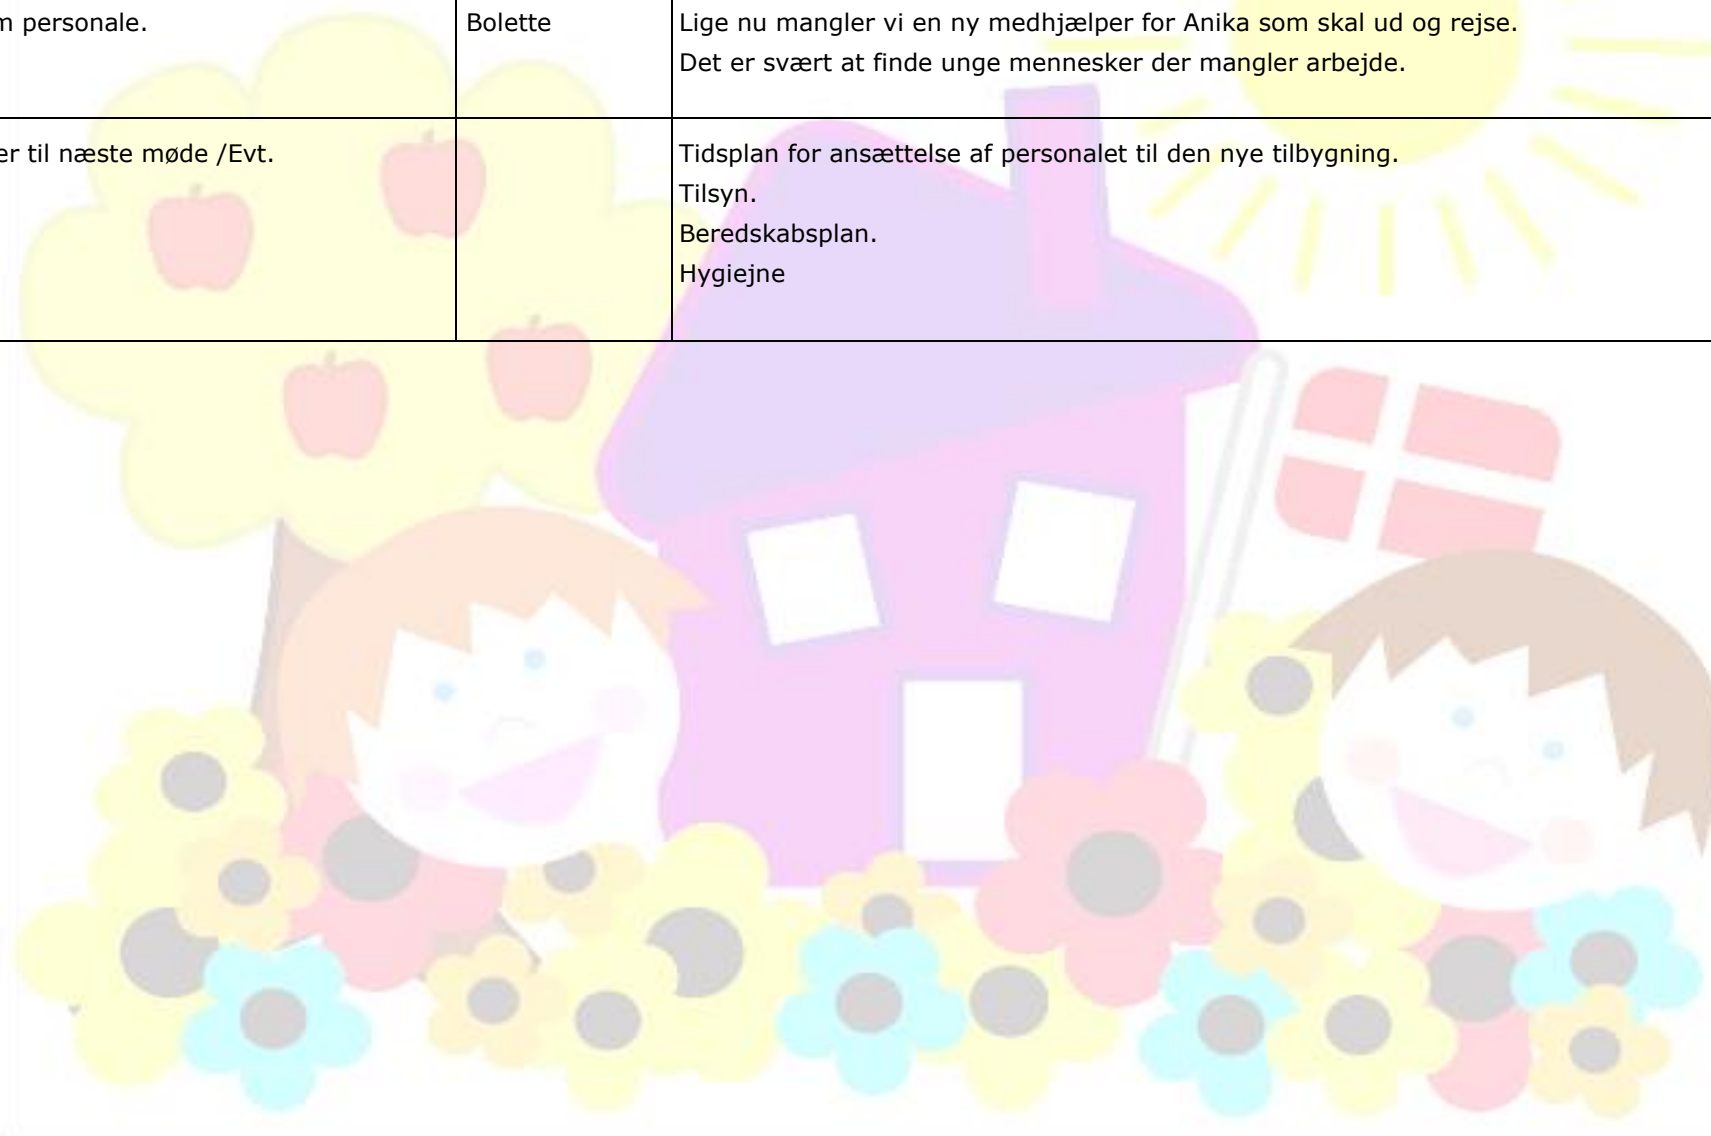 personale. Bolette Lige nu mangler vi en ny medhjælper for Anika som skal ud og rejse.
Det er svært at finde unge mennesker der mangler arbejde.
til næste møde /Evt. Tidsplan for ansættelse af personalet til den nye tilbygning.
Tilsyn.
Beredskabsplan.
Hygiejne